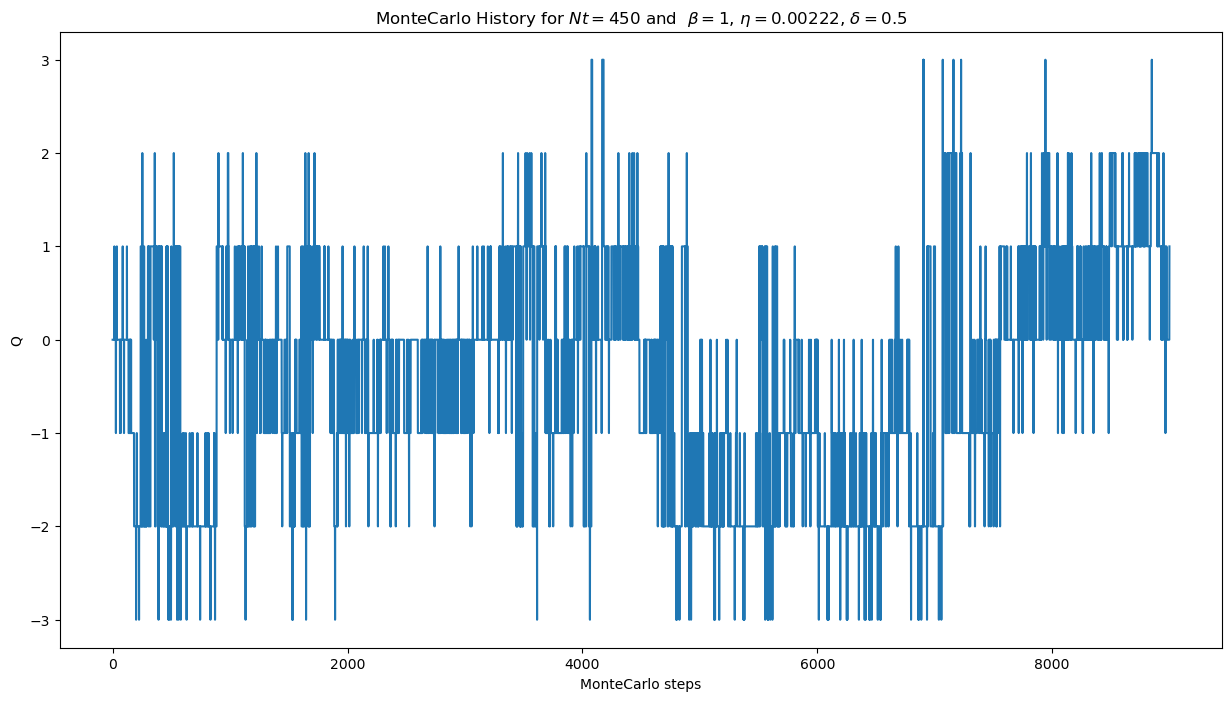 MonteCarlo History for Nt = 450 and β = 1, η = 0.00222, δ = 0.5
3
2
1
0
−1
−2
−3
Q
0 2000 4000 6000 8000
MonteCarlo steps